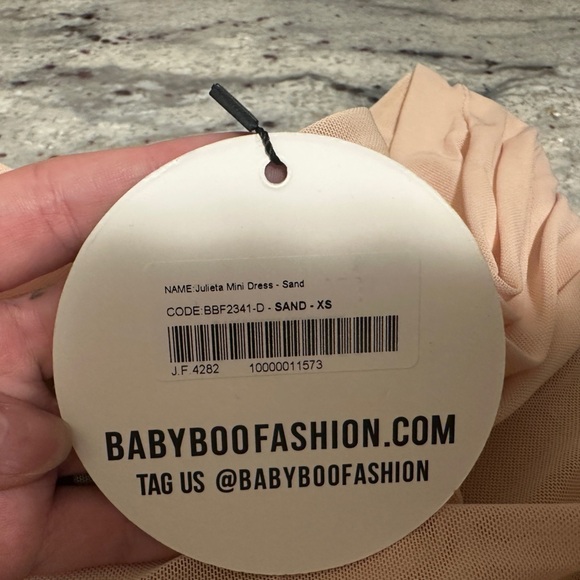 NAME:Julieta Mini Dress - Sand
CODE:BBF2341-D - SAND - XS
J.F 4282 10000011573
BABYBOOFASHION.COM
TAG US @BABYBOOFASHION